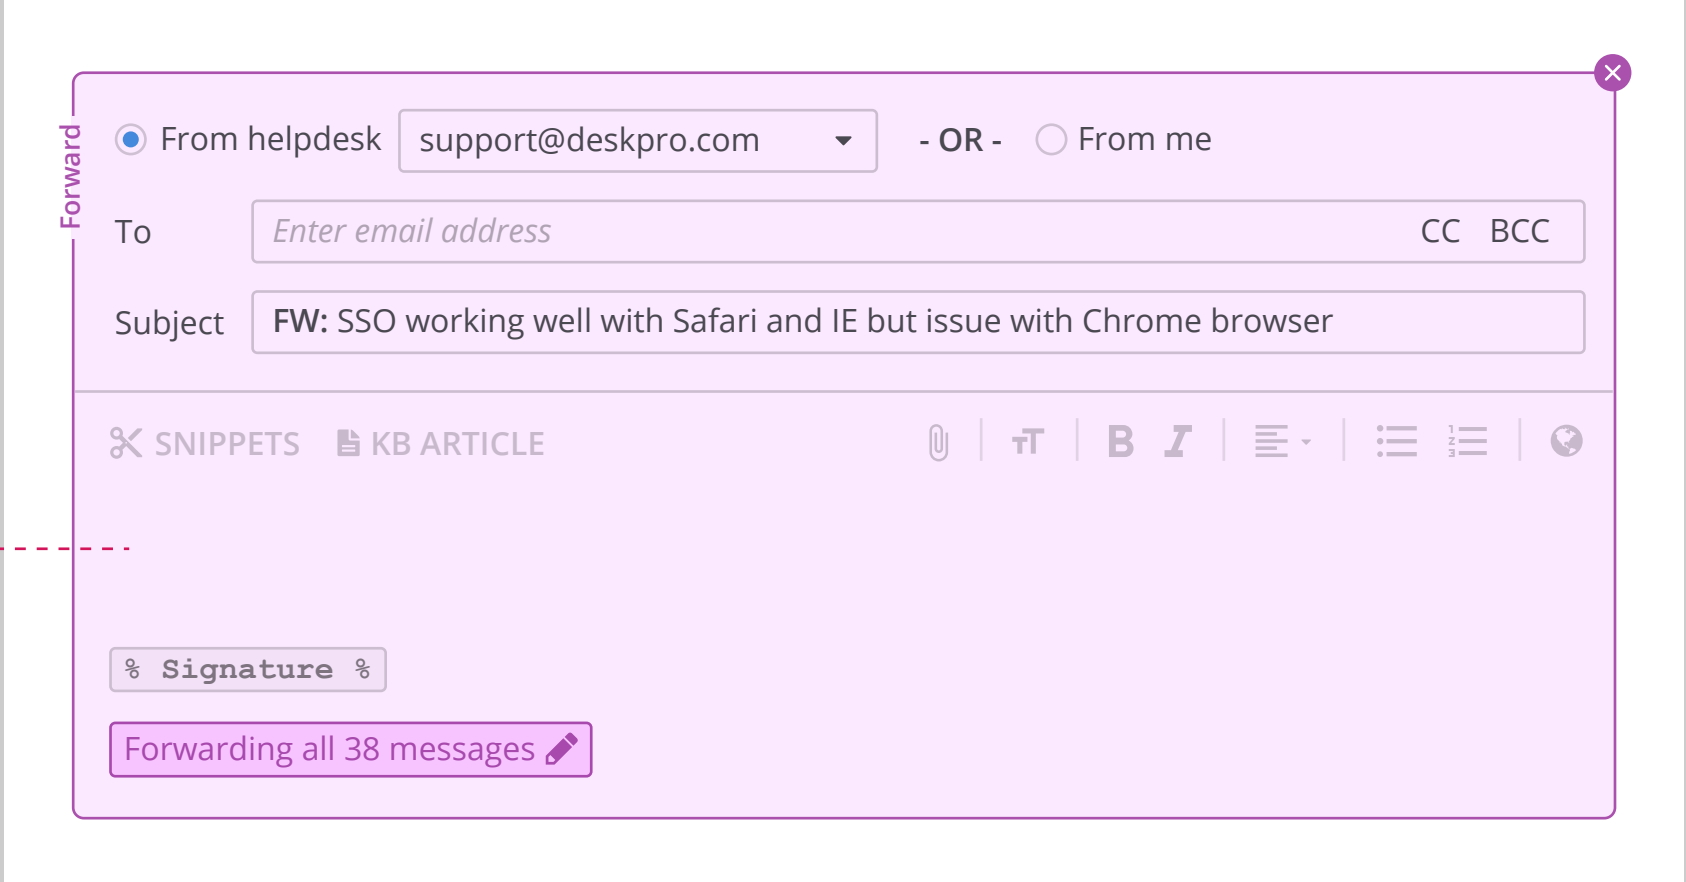 Forward
From helpdesk support@deskpro.com - OR - From me
To Enter email address CC BCC
Subject FW: SSO working well with Safari and IE but issue with Chrome browser
SNIPPETS KB ARTICLE B I
% Signature %
Forwarding all 38 messages